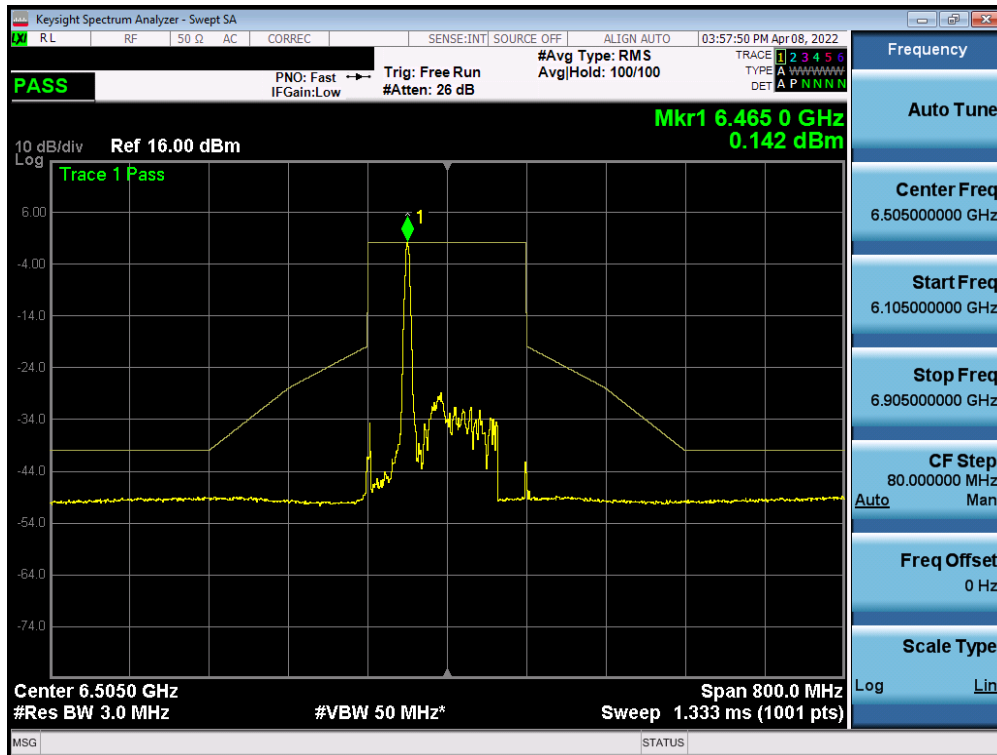 Keysight Spectrum Analyzer - Swept SA
LXI RL RF 50 Ω AC CORREC SENSE:INT SOURCE OFF ALIGN AUTO 03:57:50 PM Apr 08, 2022
PASS
PNO: Fast
IFGain:Low
Trig: Free Run
#Atten: 26 dB
#Avg Type: RMS
Avg|Hold: 100/100
TRACE 1 2 3 4 5 6
TYPE A WWWWW
DET A P N N N N
Mkr1 6.465 0 GHz
0.142 dBm
10 dB/div Ref 16.00 dBm
Log
Trace 1 Pass
1
6.00
-4.00
-14.0
-24.0
-34.0
-44.0
-54.0
-64.0
-74.0
Center 6.5050 GHz Span 800.0 MHz
#Res BW 3.0 MHz #VBW 50 MHz* Sweep 1.333 ms (1001 pts)
MSG STATUS
Frequency
Auto Tune
Center Freq
6.505000000 GHz
Start Freq
6.105000000 GHz
Stop Freq
6.905000000 GHz
CF Step
80.000000 MHz
Auto Man
Freq Offset
0 Hz
Scale Type
Log Lin